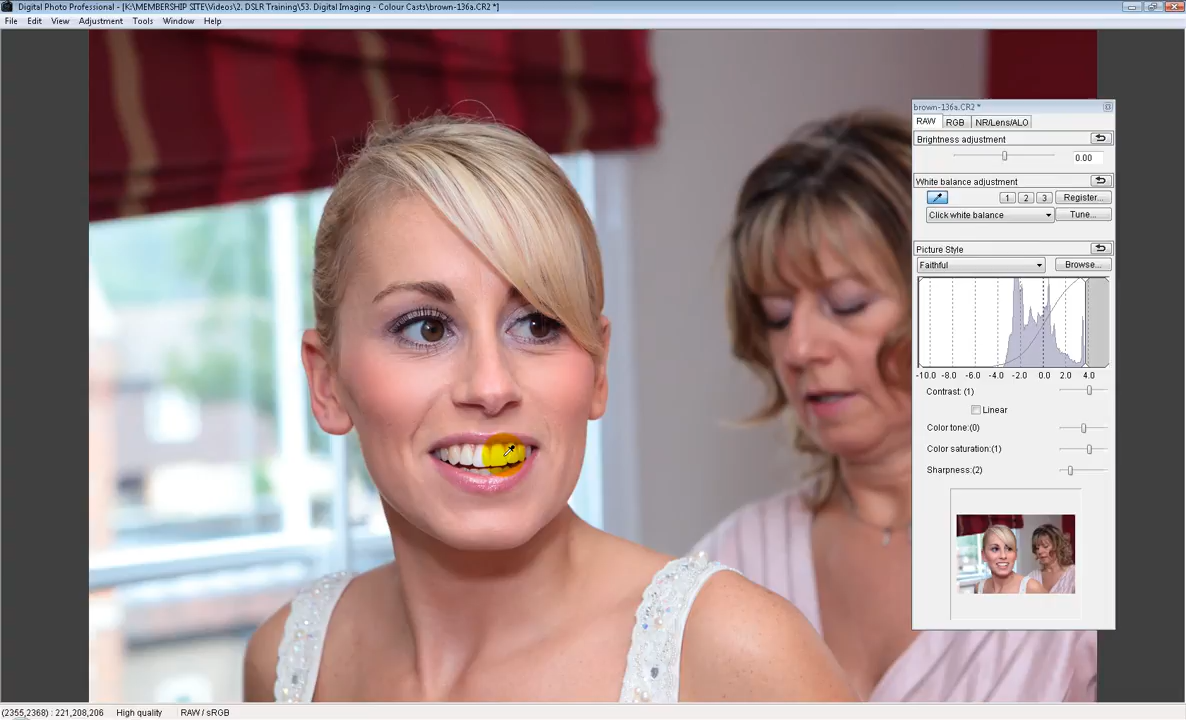 Digital Photo Professional - [K:\MEMBERSHIP SITE\Videos\2. DSLR Training\53. Digital Imaging - Colour Casts\brown-136a.CR2 *]
File Edit View Adjustment Tools Window Help
brown-136a.CR2 *
RAW RGB NR/Lens/ALO
Brightness adjustment
0.00
White balance adjustment
1 2 3 Register...
Click white balance Tune...
Picture Style
Faithful Browse...
-10.0 -8.0 -6.0 -4.0 -2.0 0.0 2.0 4.0
Contrast: (1)
Linear
Color tone:(0)
Color saturation:(1)
Sharpness:(2)
(2355,2368) : 221,208,206 High quality RAW / sRGB